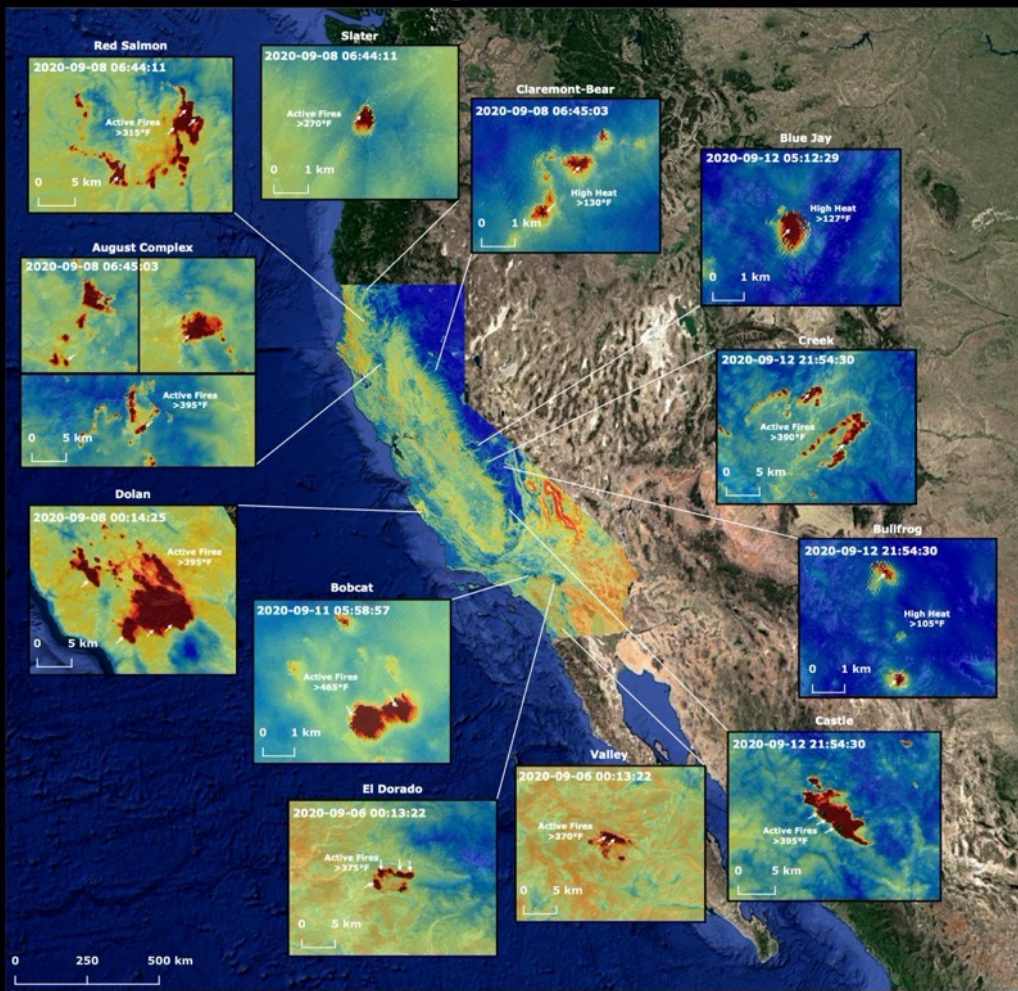 Red Salmon
2020-09-08 06:44:11
Active Fires
>315°F
0 5 km
Slater
2020-09-08 06:44:11
Active Fires
>270°F
0 1 km
Claremont-Bear
2020-09-08 06:45:03
High Heat
>130°F
0 1 km
Blue Jay
2020-09-12 05:12:29
High Heat
>127°F
0 1 km
August Complex
2020-09-08 06:45:03
Active Fires
>395°F
0 5 km
Creek
2020-09-12 21:54:30
Active Fires
>390°F
0 5 km
Dolan
2020-09-08 00:14:25
Active Fires
>395°F
0 5 km
Bullfrog
2020-09-12 21:54:30
High Heat
>105°F
0 1 km
Bobcat
2020-09-11 05:58:57
Active Fires
>465°F
0 1 km
Castle
2020-09-12 21:54:30
Active Fires
>395°F
0 5 km
Valley
2020-09-06 00:13:22
Active Fires
>370°F
0 5 km
El Dorado
2020-09-06 00:13:22
Active Fires
>375°F
0 5 km
0 250 500 km